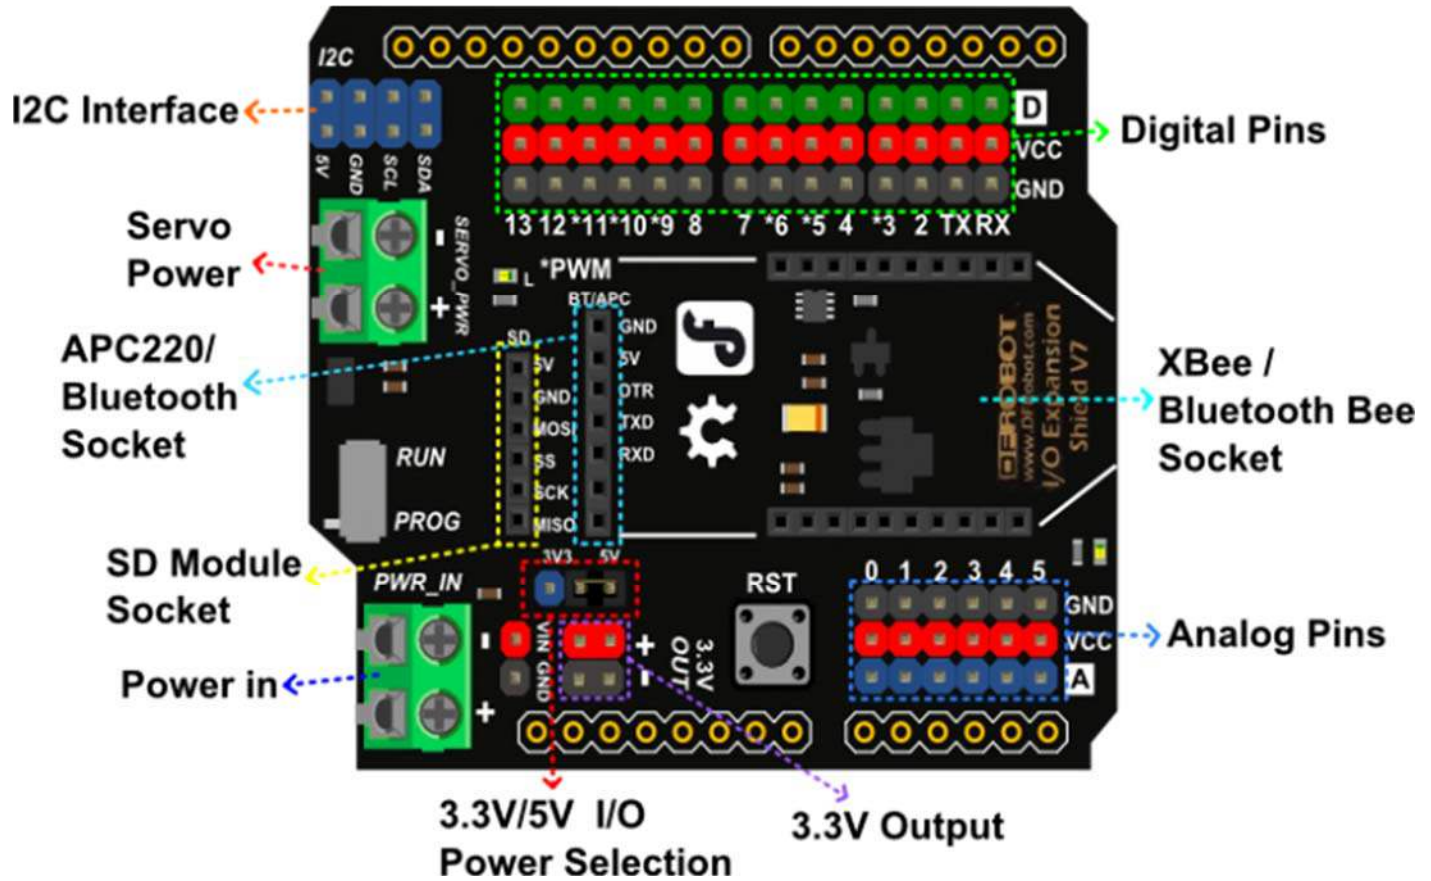 I2C
I2C Interface
5V GND SCL SDA
D
VCC
GND
Digital Pins
13 12 *11 *10 *9 8 7 *6 *5 4 *3 2 TX RX
Servo
Power
-
+
SERVO_PWR
L
*PWM
BT/APC
GND
5V
DTR
TXD
RXD
SD
5V
GND
MOSI
SS
SCK
MISO
APC220/
Bluetooth
Socket
DFROBOT
www.DFRobot.com
I/O Expansion
Shield V7
XBee /
Bluetooth Bee
Socket
RUN
PROG
SD Module
Socket
PWR_IN
-
+
Power in
3V3 5V
VIN GND
+
-
3.3V
OUT
RST
0 1 2 3 4 5
GND
VCC
A
Analog Pins
3.3V/5V I/O
Power Selection
3.3V Output